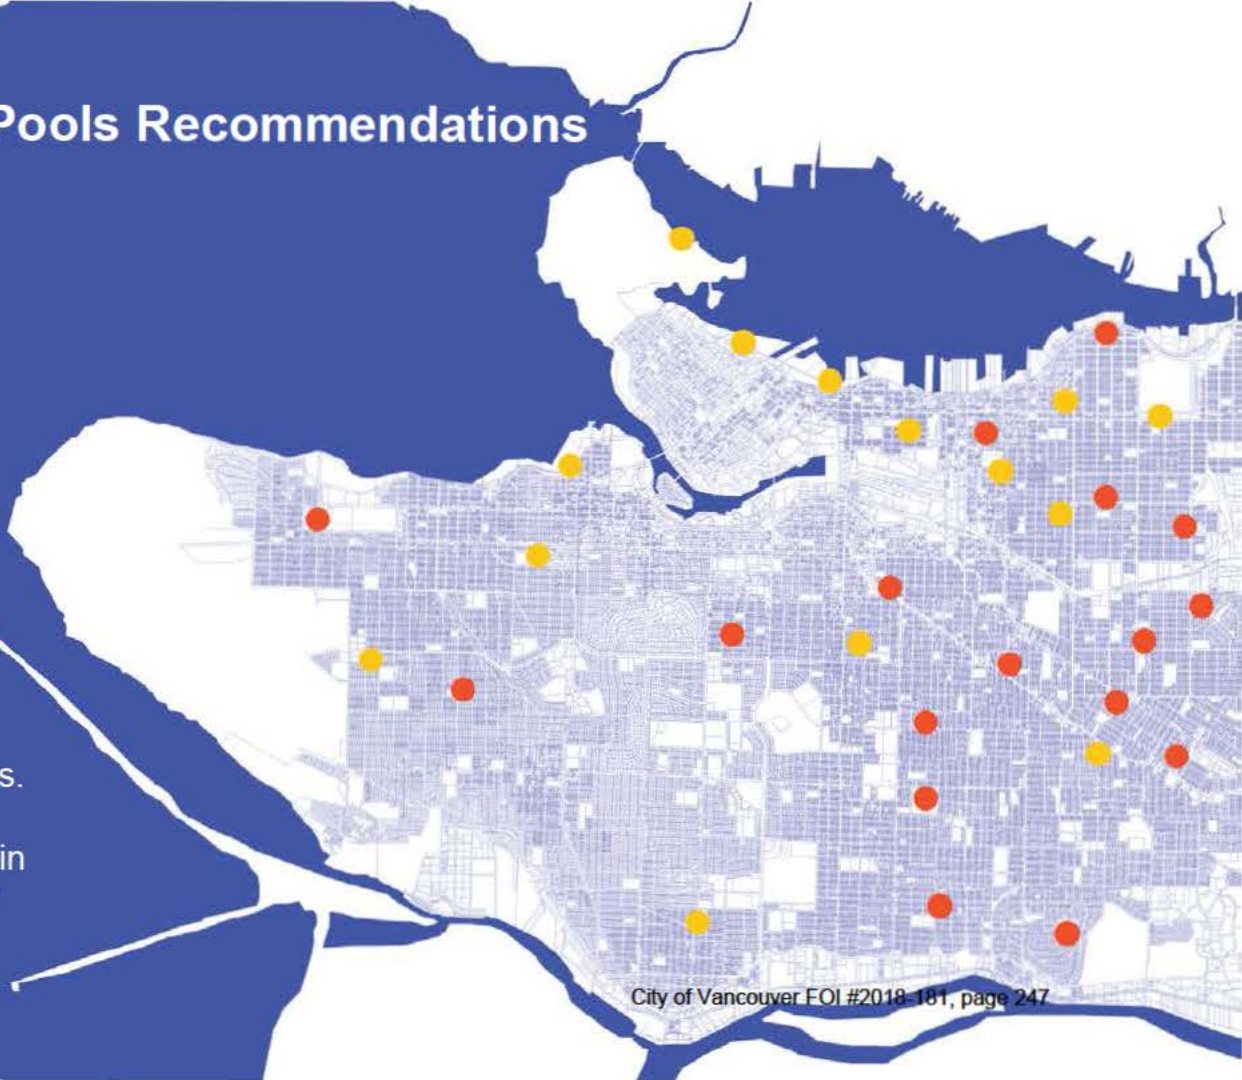 Pools Recommendations
s.
in
City of Vancouver FOI #2018-181, page 247